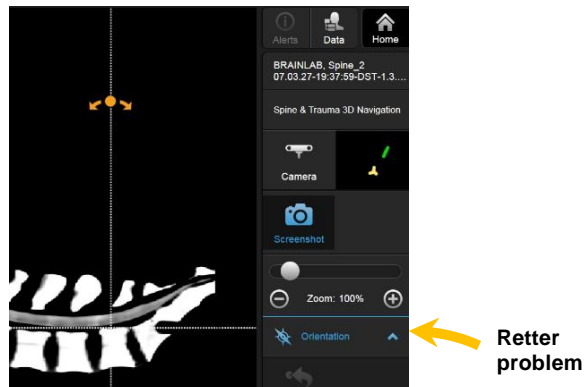 Alerts
Data
Home
BRAINLAB, Spine_2
07.03.27-19:37:59-DST-1.3....
Spine & Trauma 3D Navigation
Camera
Screenshot
Zoom: 100%
Orientation
Retter
problem